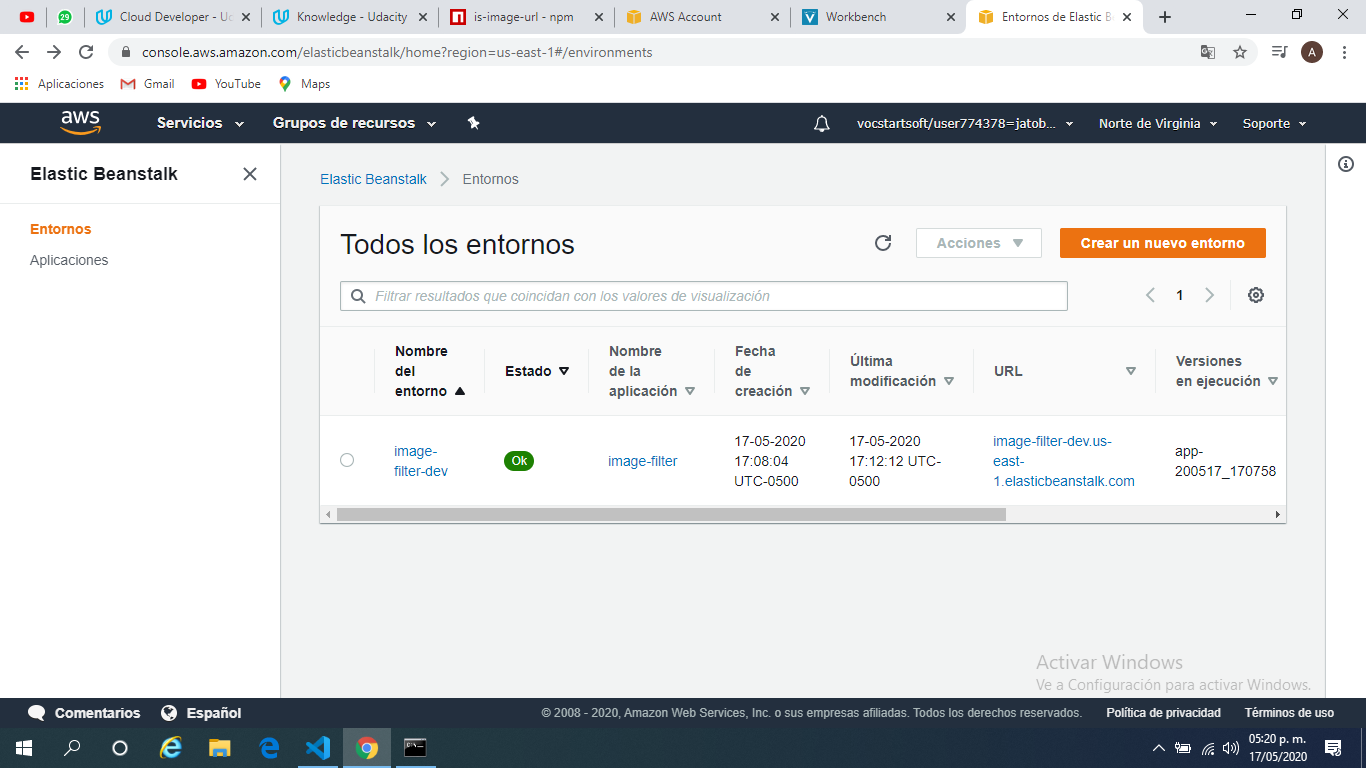 29
Cloud Developer - Ud
Knowledge - Udacity
is-image-url - npm
AWS Account
Workbench
Entornos de Elastic B
console.aws.amazon.com/elasticbeanstalk/home?region=us-east-1#/environments
A
Aplicaciones
Gmail
YouTube
Maps
aws
Servicios
Grupos de recursos
vocstartsoft/user774378=jatob...
Norte de Virginia
Soporte
Elastic Beanstalk
Entornos
Aplicaciones
Elastic Beanstalk
Entornos
Todos los entornos
Acciones
Crear un nuevo entorno
Filtrar resultados que coincidan con los valores de visualización
1
Nombre
del
entorno
Estado
Nombre
de la
aplicación
Fecha
de
creación
Última
modificación
URL
Versiones
en ejecución
image-
filter-dev
Ok
image-filter
17-05-2020
17:08:04
UTC-0500
17-05-2020
17:12:12 UTC-
0500
image-filter-dev.us-
east-
1.elasticbeanstalk.com
app-
200517_170758
Activar Windows
Ve a Configuración para activar Windows.
Comentarios
Español
© 2008 - 2020, Amazon Web Services, Inc. o sus empresas afiliadas. Todos los derechos reservados.
Política de privacidad
Términos de uso
05:20 p. m.
17/05/2020